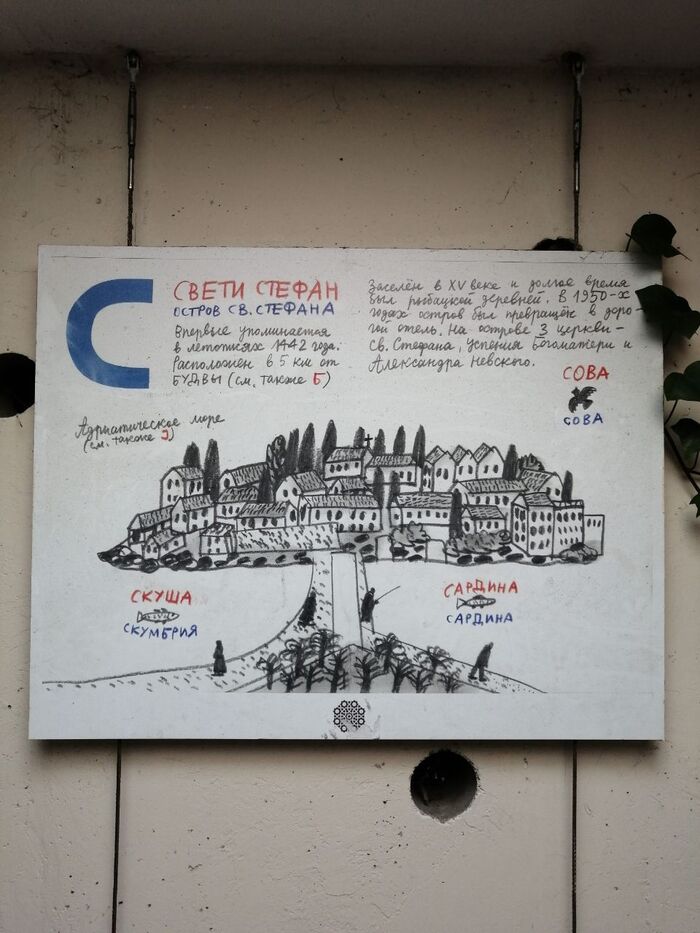 С
СВЕТИ СТЕФАН
ОСТРОВ СВ. СТЕФАНА
Впервые упоминается
в летописях 1442 года.
Расположен в 5 км от
БУДВЫ (см. также Б)
Заселён в XV веке и долгое время
был рыбацкой деревней. В 1950-х
годах остров был превращён в доро-
гой отель. На острове 3 церкви -
Св. Стефана, Успения Богоматери и
Александра Невского.
СОВА
СОВА
Адриатическое море
(см. также J)
СКУША
СКУМБРИЯ
САРДИНА
САРДИНА